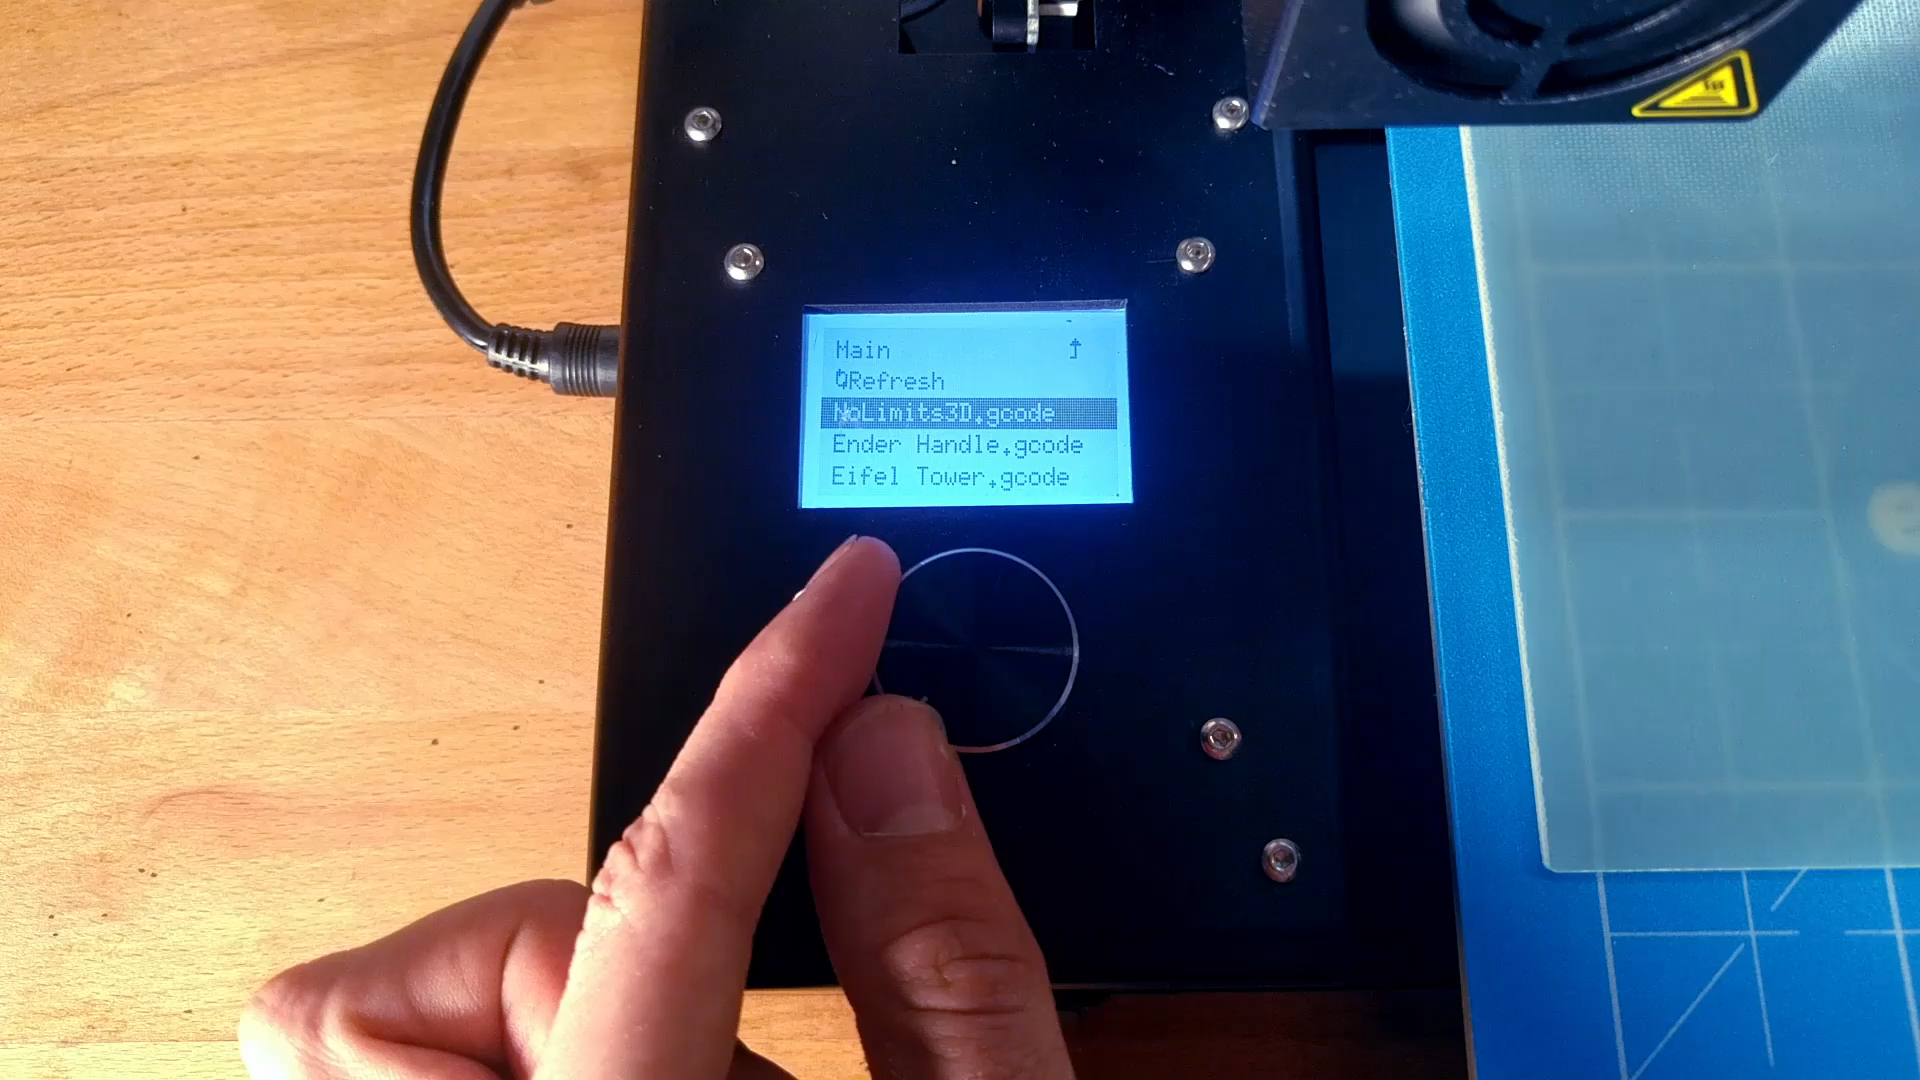 Main
Refresh
NoLimits3D.gcode
Ender Handle.gcode
Eifel Tower.gcode